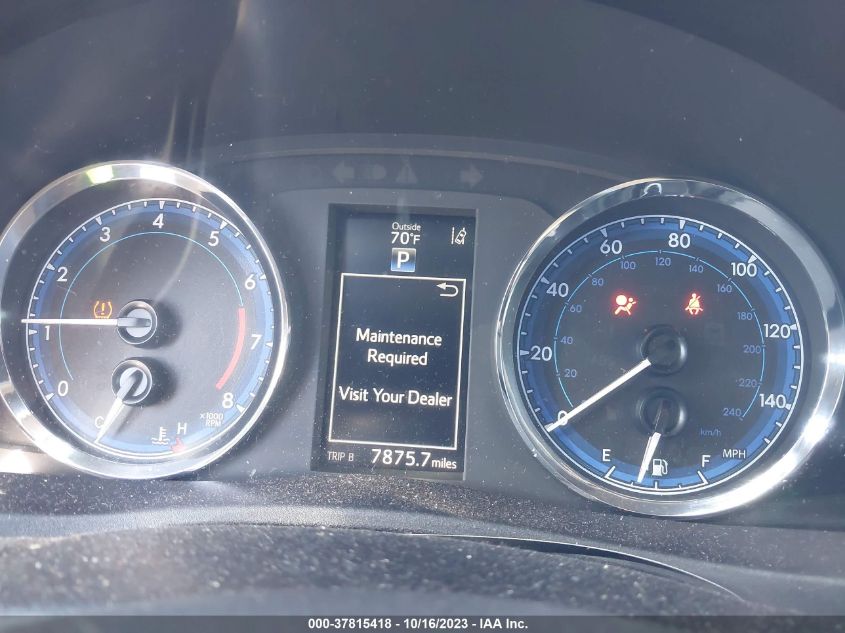 Outside
70°F
P
Maintenance
Required
Visit Your Dealer
TRIP B 7875.7 miles
0 1 2 3 4 5 6 7 8
x1000
RPM
C H
0 20 40 60 80 100 120 140
20 40 60 80 100 120 140 160 180 200 220 240
km/h
MPH
E F
000-37815418 - 10/16/2023 - IAA Inc.